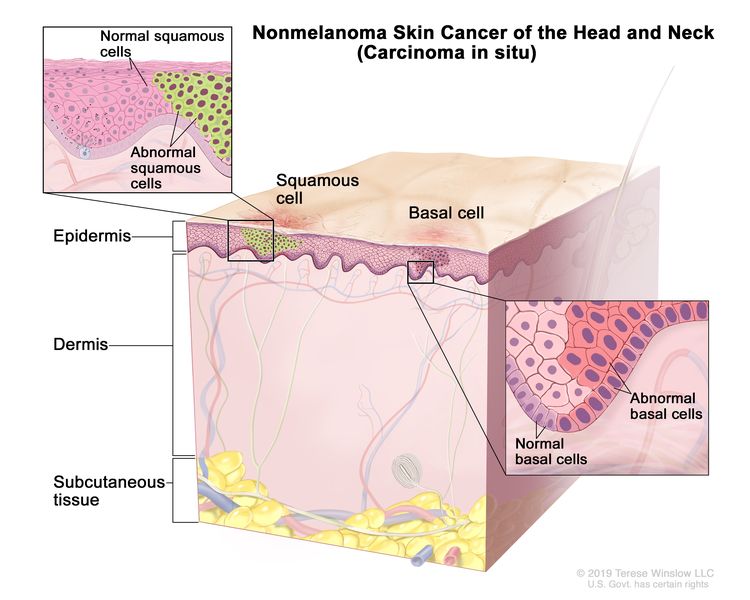 Nonmelanoma Skin Cancer of the Head and Neck
(Carcinoma in situ)
Normal squamous
cells
Abnormal
squamous
cells
Squamous
cell
Basal cell
Epidermis
Dermis
Subcutaneous
tissue
Abnormal
basal cells
Normal
basal cells
© 2019 Terese Winslow LLC
U.S. Govt. has certain rights